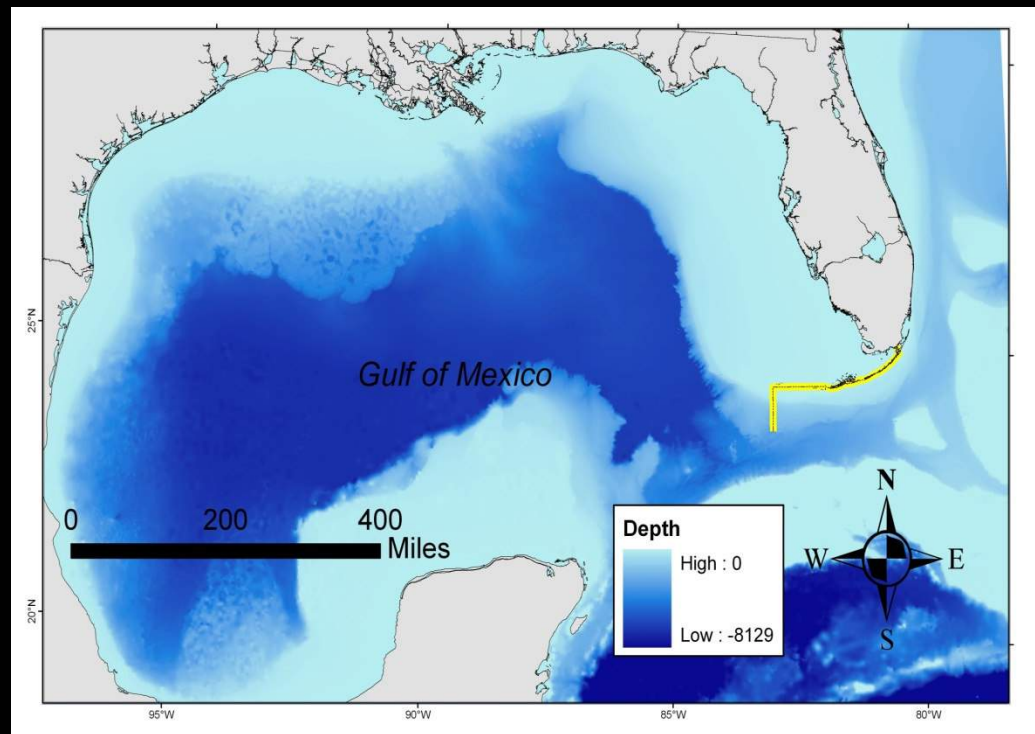 25°N
Gulf of Mexico
0 200 400
Miles
Depth
High : 0
Low : -8129
N
W E
S
20°N
95°W 90°W 85°W 80°W